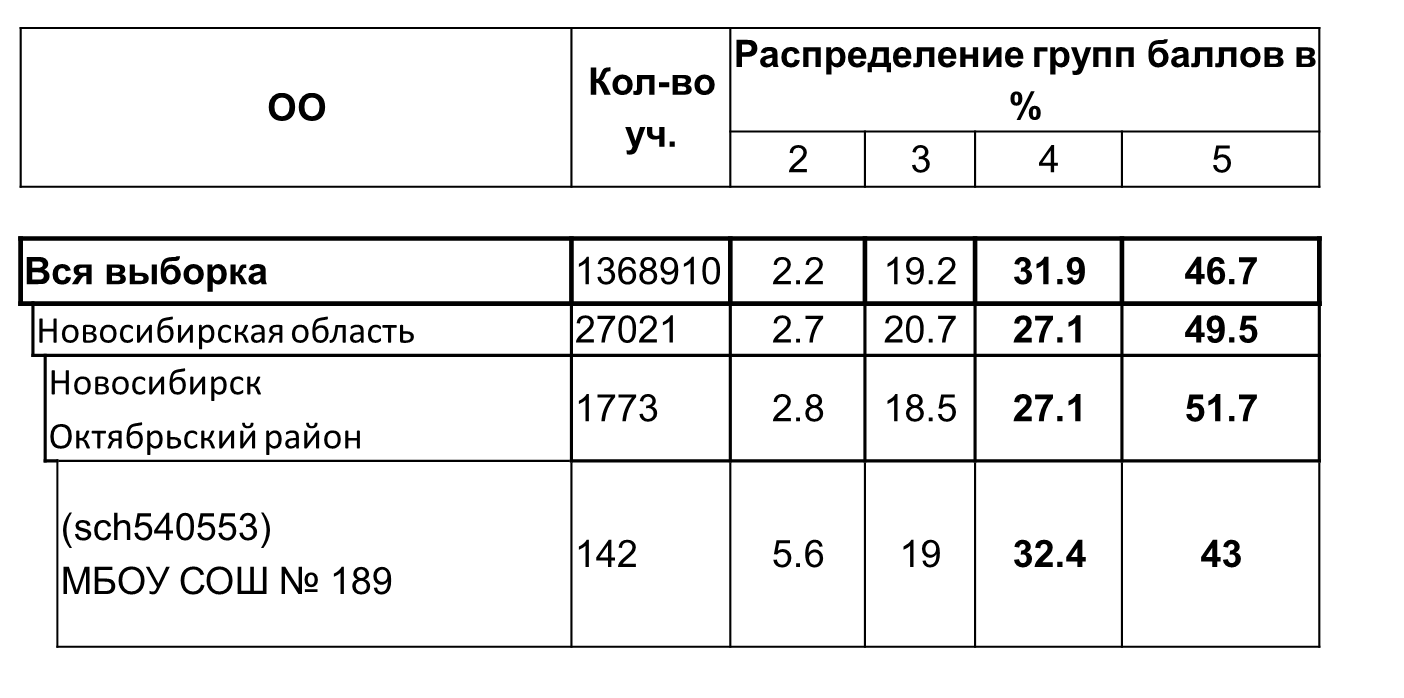 ОО
Кол-во
уч.
Распределение групп баллов в
%
2 3 4 5
Вся выборка 1368910 2.2 19.2 31.9 46.7
Новосибирская область 27021 2.7 20.7 27.1 49.5
Новосибирск
Октябрьский район
1773 2.8 18.5 27.1 51.7
(sch540553)
МБОУ СОШ № 189
142 5.6 19 32.4 43